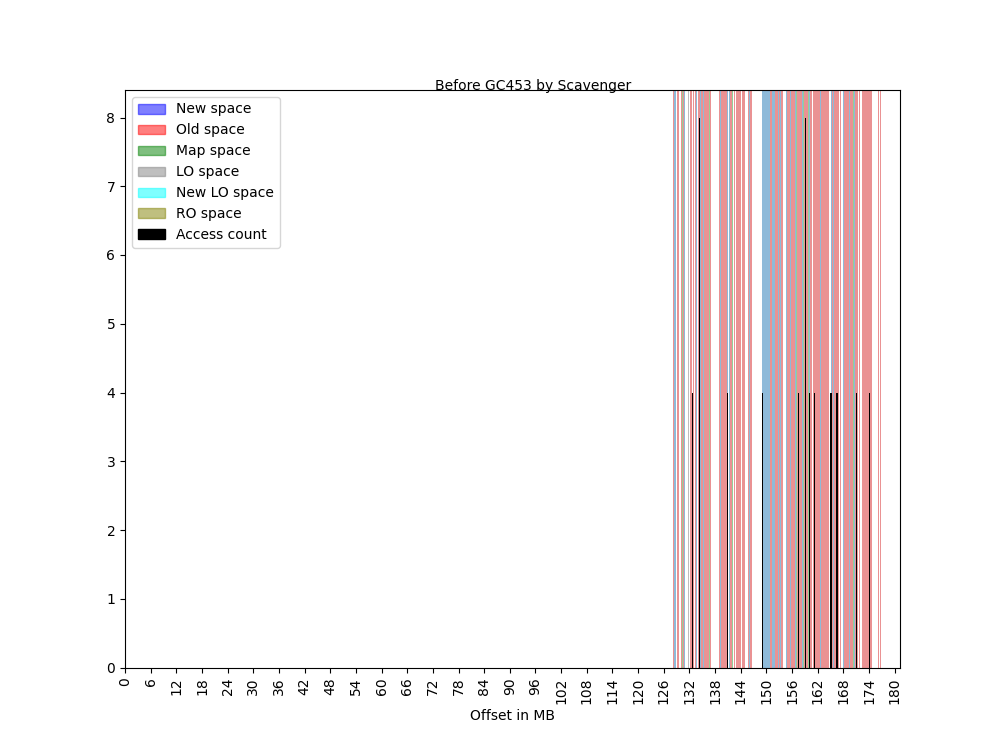 Before GC453 by Scavenger
New space
Old space
Map space
LO space
New LO space
RO space
Access count
8
7
6
5
4
3
2
1
0
0 6 12 18 24 30 36 42 48 54 60 66 72 78 84 90 96 102 108 114 120 126 132 138 144 150 156 162 168 174 180
Offset in MB